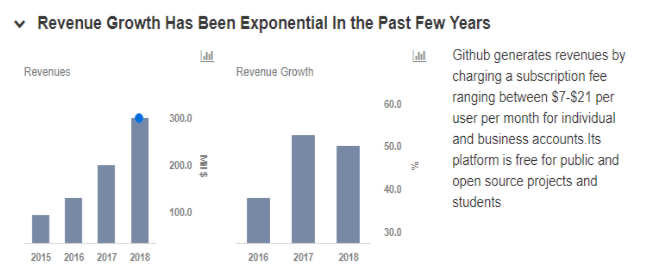 Revenue Growth Has Been Exponential In the Past Few Years
Revenues
300.0
200.0
100.0
Mil $
2015 2016 2017 2018
Revenue Growth
60.0
50.0
40.0
30.0
%
2016 2017 2018
Github generates revenues by
charging a subscription fee
ranging between $7-$21 per
user per month for individual
and business accounts.Its
platform is free for public and
open source projects and
students